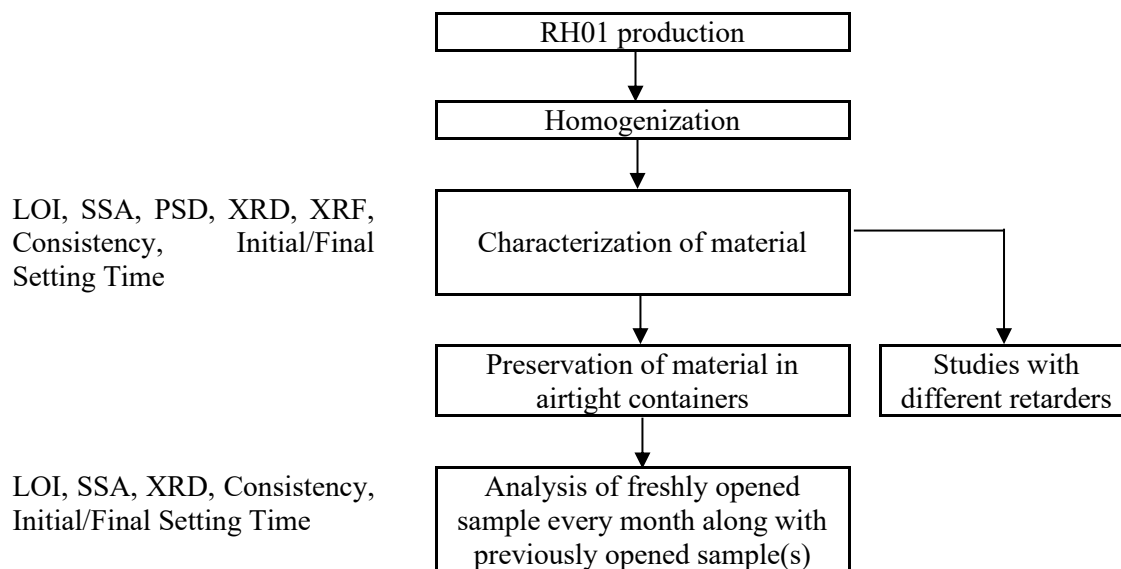 RH01 production
Homogenization
LOI, SSA, PSD, XRD, XRF,
Consistency, Initial/Final
Setting Time
Characterization of material
Preservation of material in
airtight containers
Studies with
different retarders
LOI, SSA, XRD, Consistency,
Initial/Final Setting Time
Analysis of freshly opened
sample every month along with
previously opened sample(s)